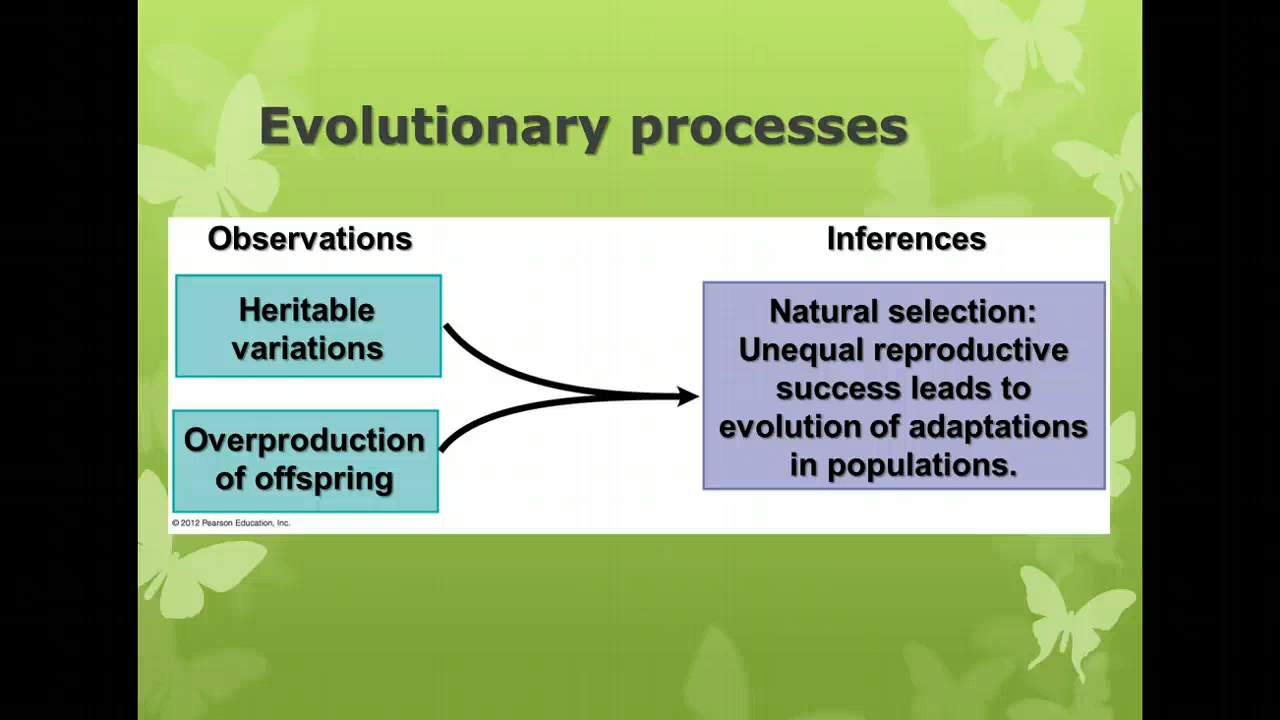 Evolutionary processes
Observations
Heritable
variations
Overproduction
of offspring
© 2012 Pearson Education, Inc.
Inferences
Natural selection:
Unequal reproductive
success leads to
evolution of adaptations
in populations.